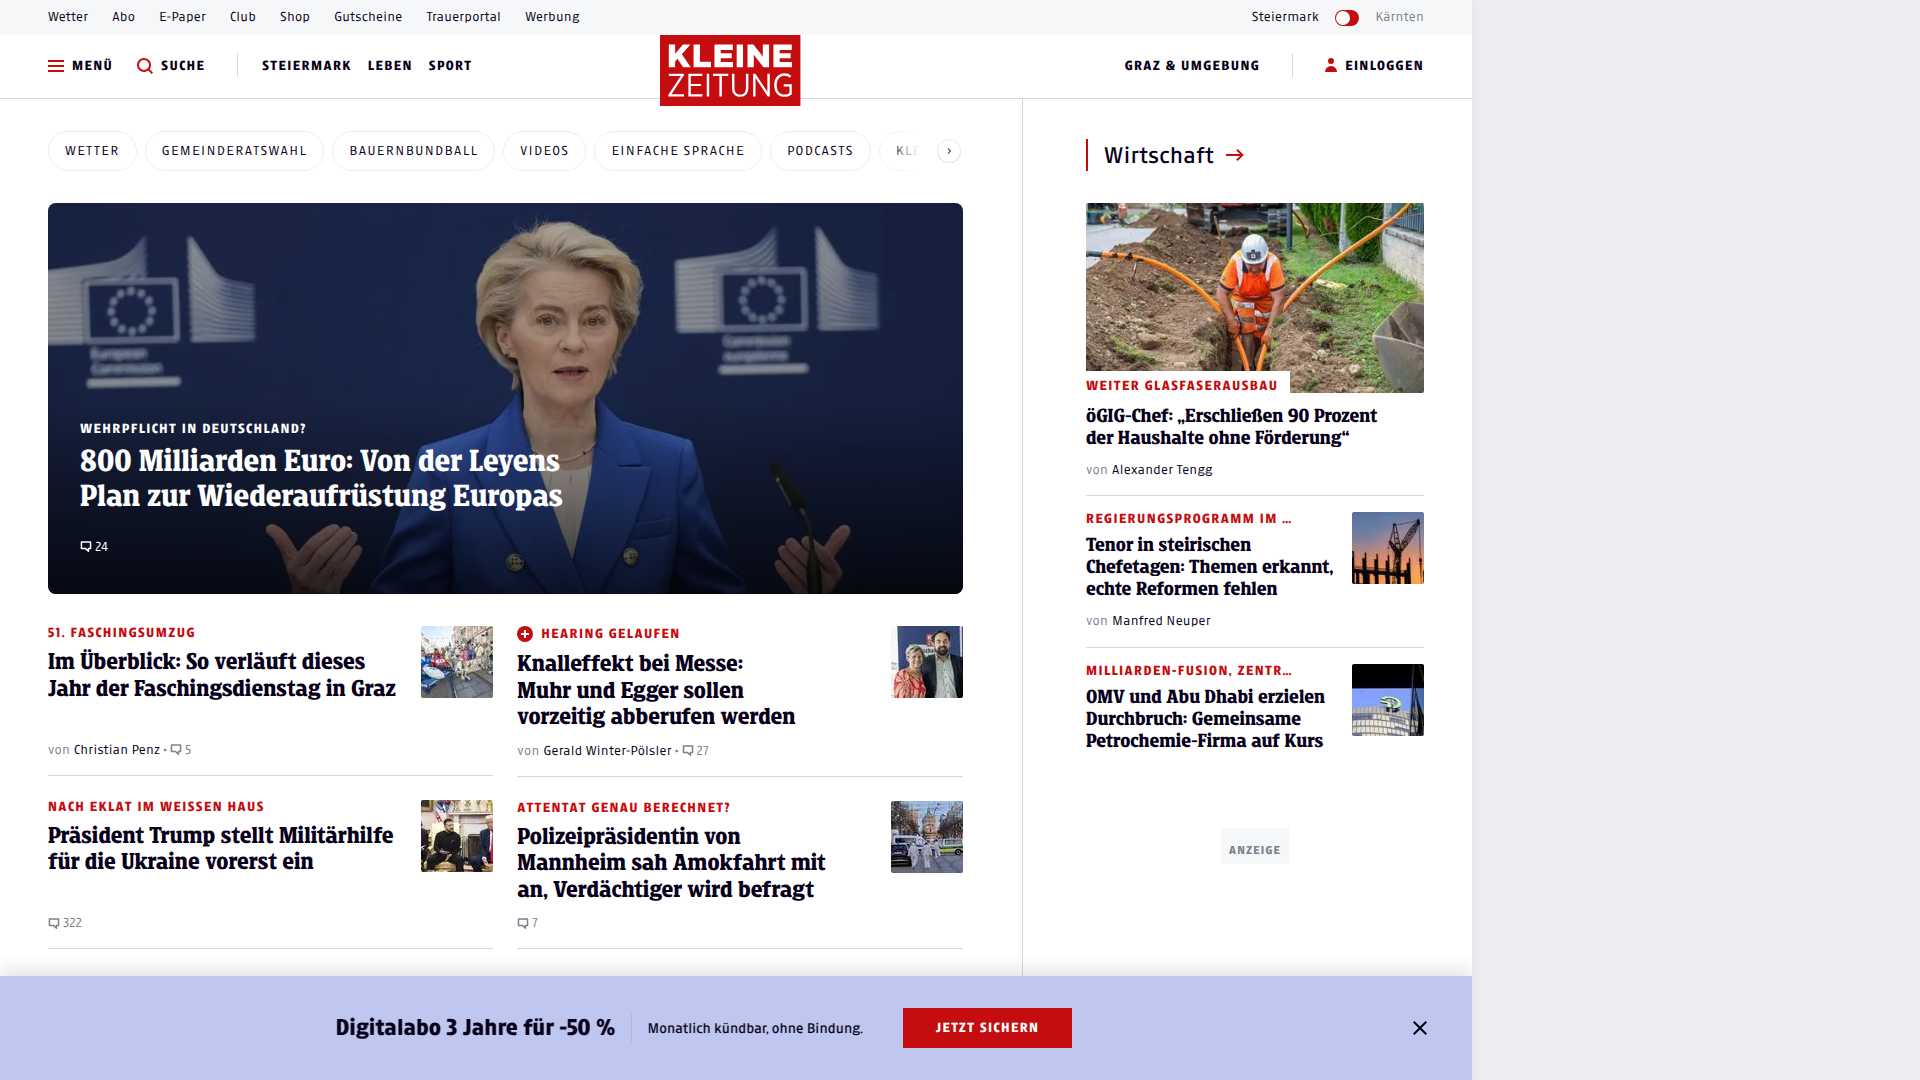 Wetter Abo E-Paper Club Shop Gutscheine Trauerportal Werbung
Steiermark Kärnten
MENÜ SUCHE STEIERMARK LEBEN SPORT
KLEINE
ZEITUNG
GRAZ & UMGEBUNG EINLOGGEN
WETTER GEMEINDERATSWAHL BAUERNBUNDBALL VIDEOS EINFACHE SPRACHE PODCASTS
European
Commission
Commission
européenne
WEHRPFLICHT IN DEUTSCHLAND?
800 Milliarden Euro: Von der Leyens
Plan zur Wiederaufrüstung Europas
24
51. FASCHINGSUMZUG
Im Überblick: So verläuft dieses
Jahr der Faschingsdienstag in Graz
von Christian Penz • 5
HEARING GELAUFEN
Knalleffekt bei Messe:
Muhr und Egger sollen
vorzeitig abberufen werden
von Gerald Winter-Pölsler • 27
NACH EKLAT IM WEISSEN HAUS
Präsident Trump stellt Militärhilfe
für die Ukraine vorerst ein
322
ATTENTAT GENAU BERECHNET?
Polizeipräsidentin von
Mannheim sah Amokfahrt mit
an, Verdächtiger wird befragt
7
Wirtschaft
WEITER GLASFASERAUSBAU
öGIG-Chef: „Erschließen 90 Prozent
der Haushalte ohne Förderung“
von Alexander Tengg
REGIERUNGSPROGRAMM IM ...
Tenor in steirischen
Chefetagen: Themen erkannt,
echte Reformen fehlen
von Manfred Neuper
MILLIARDEN-FUSION, ZENTR...
OMV und Abu Dhabi erzielen
Durchbruch: Gemeinsame
Petrochemie-Firma auf Kurs
ANZEIGE
Digitalabo 3 Jahre für -50 %
Monatlich kündbar, ohne Bindung.
JETZT SICHERN